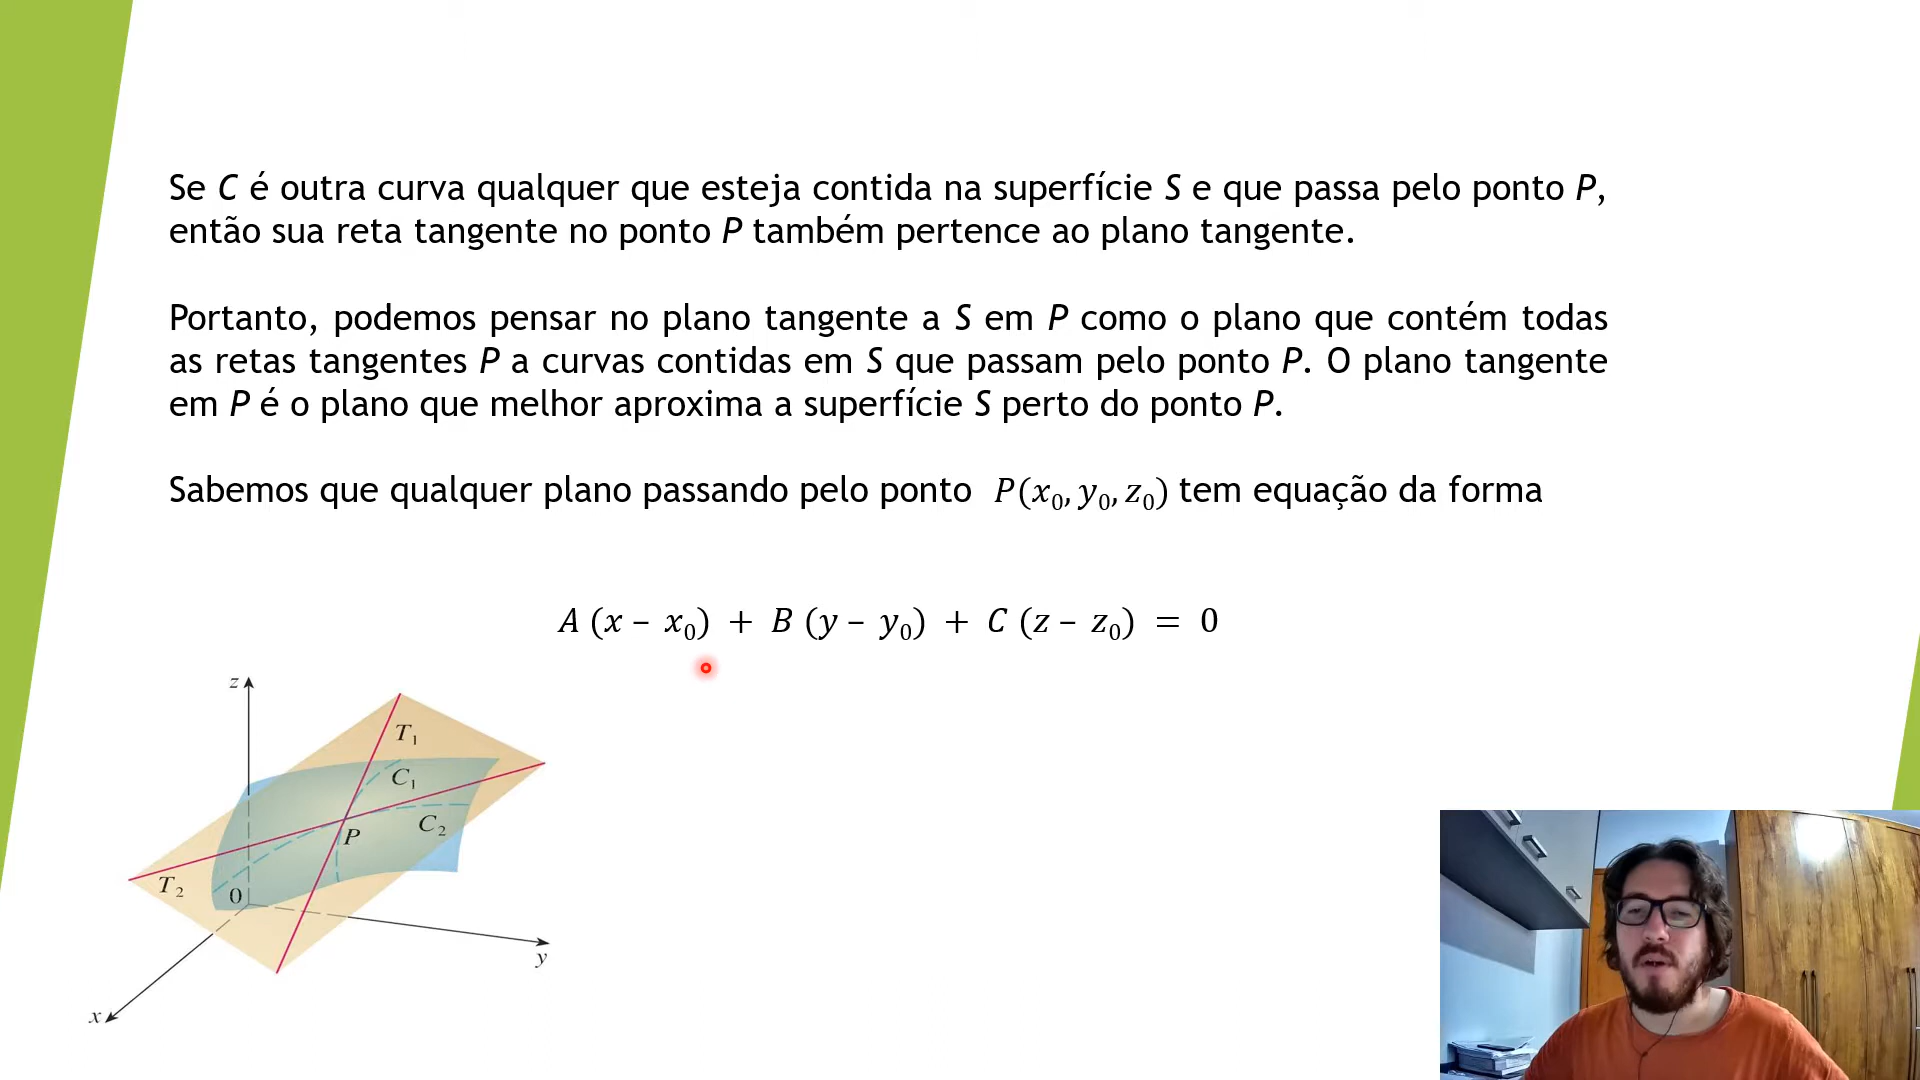 Se C é outra curva qualquer que esteja contida na superfície S e que passa pelo ponto P,
então sua reta tangente no ponto P também pertence ao plano tangente.
Portanto, podemos pensar no plano tangente a S em P como o plano que contém todas
as retas tangentes P a curvas contidas em S que passam pelo ponto P. O plano tangente
em P é o plano que melhor aproxima a superfície S perto do ponto P.
Sabemos que qualquer plano passando pelo ponto P(x₀, y₀, z₀) tem equação da forma
A (x – x₀) + B (y – y₀) + C (z – z₀) = 0
z
T₁
C₁
C₂
P
T₂
0
y
x